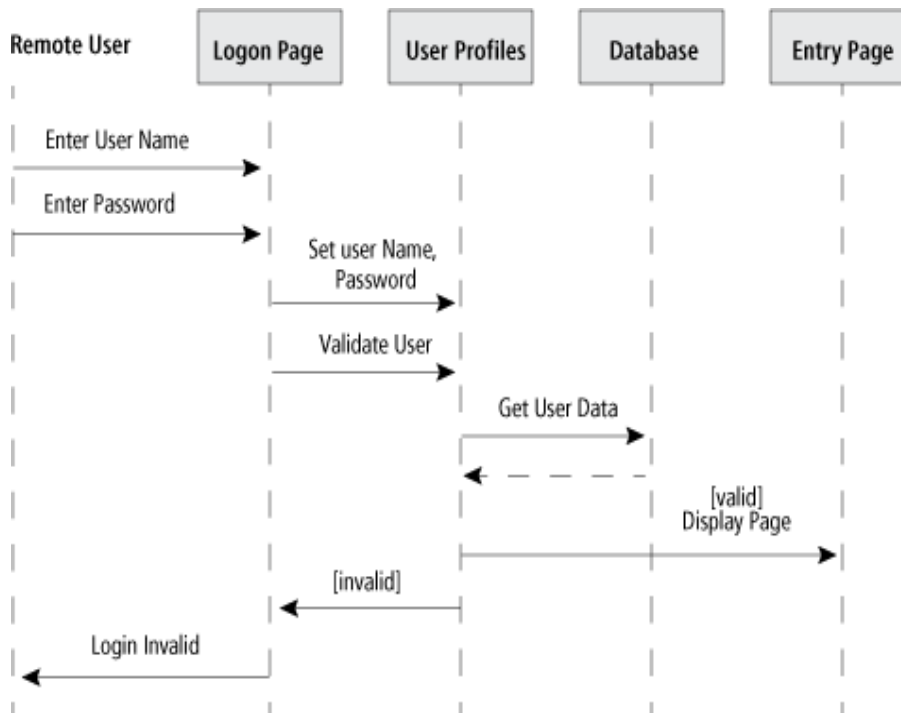 Remote User
Logon Page
User Profiles
Database
Entry Page
Enter User Name
Enter Password
Set user Name,
Password
Validate User
Get User Data
[valid]
Display Page
[invalid]
Login Invalid